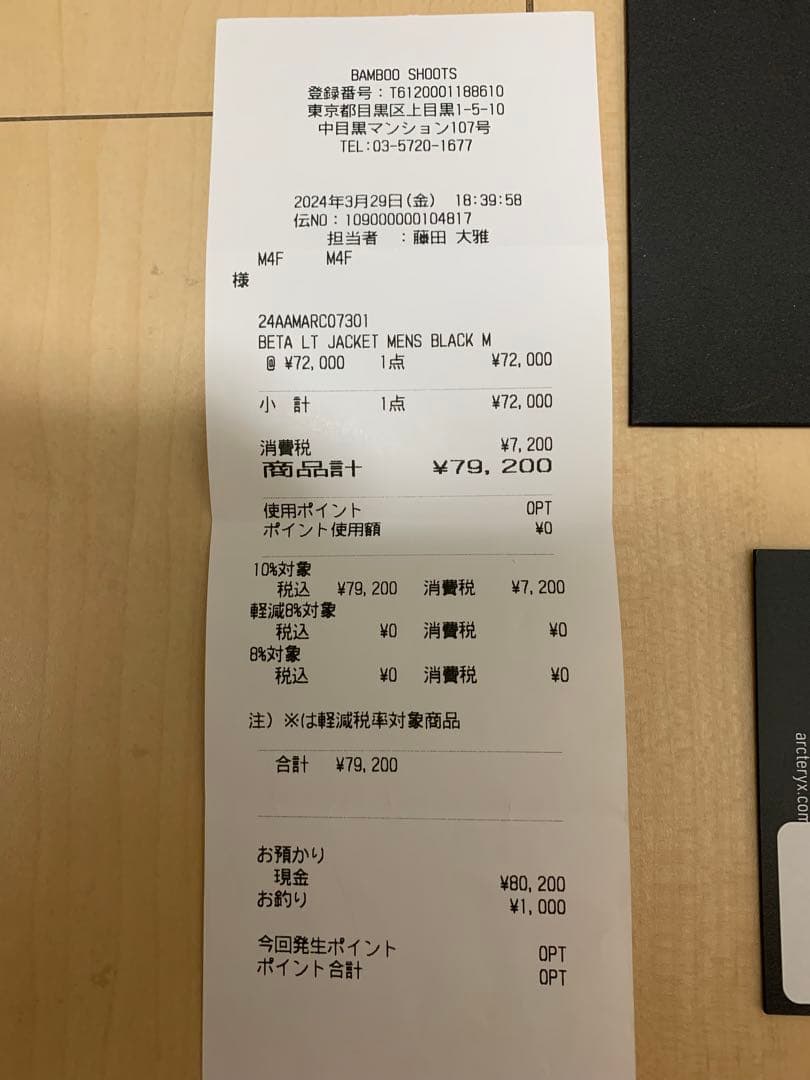 BAMBOO SHOOTS
登録番号：T6120001188610
東京都目黒区上目黒1-5-10
中目黒マンション107号
TEL:03-5720-1677
2024年3月29日(金) 18:39:58
伝NO：109000000104817
担当者 ：藤田 大雅
M4F M4F
様
24AAMARC07301
BETA LT JACKET MENS BLACK M
@ ¥72,000 1点 ¥72,000
小 計 1点 ¥72,000
消費税 ¥7,200
商品計 ¥79,200
使用ポイント 0PT
ポイント使用額 ¥0
10%対象
税込 ¥79,200 消費税 ¥7,200
軽減8%対象
税込 ¥0 消費税 ¥0
8%対象
税込 ¥0 消費税 ¥0
注）※は軽減税率対象商品
合計 ¥79,200
お預かり
現金 ¥80,200
お釣り ¥1,000
今回発生ポイント 0PT
ポイント合計 0PT
arcteryx.com